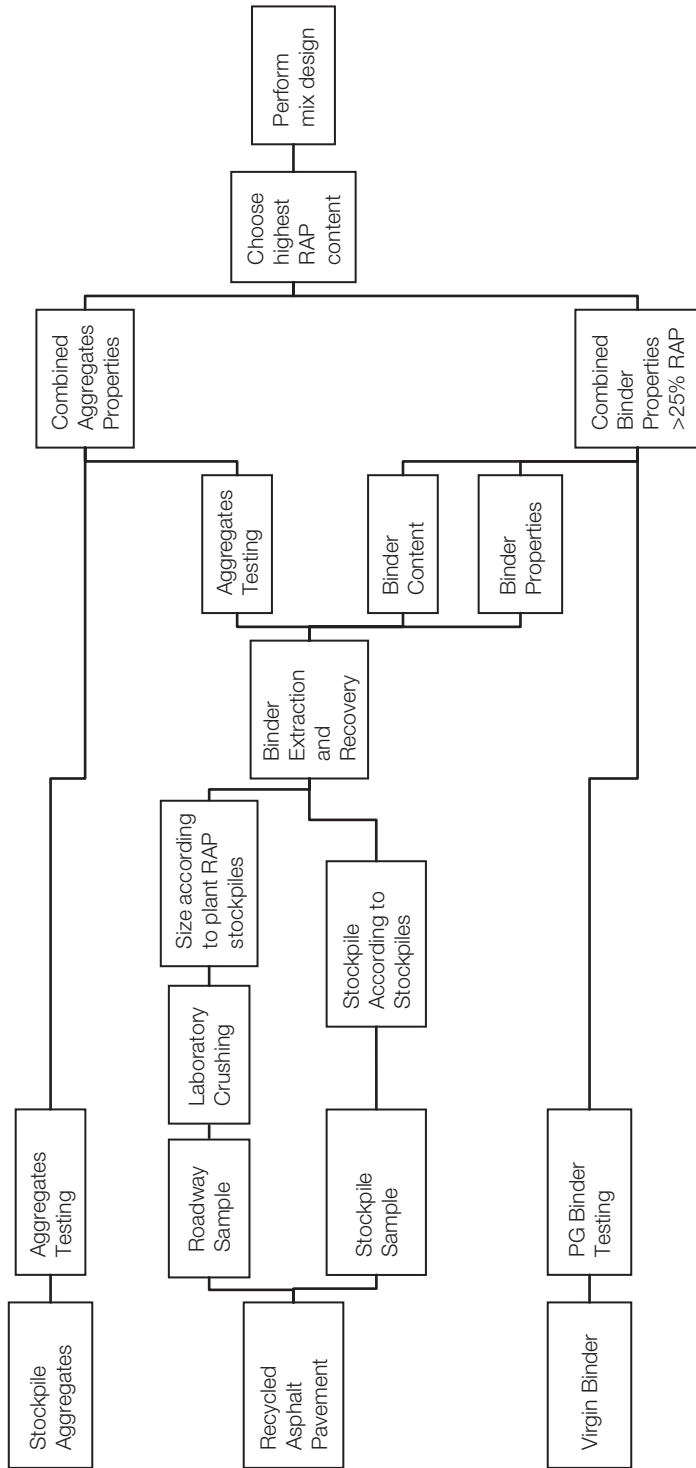 Stockpile
Aggregates
Aggregates
Testing
Combined
Aggregates
Properties
Recycled
Asphalt
Pavement
Roadway
Sample
Laboratory
Crushing
Size according
to plant RAP
stockpiles
Stockpile
Sample
Stockpile
According to
Stockpiles
Binder
Extraction
and
Recovery
Aggregates
Testing
Binder
Content
Binder
Properties
Virgin Binder
PG Binder
Testing
Combined
Binder
Properties
>25% RAP
Choose
highest
RAP
content
Perform
mix design